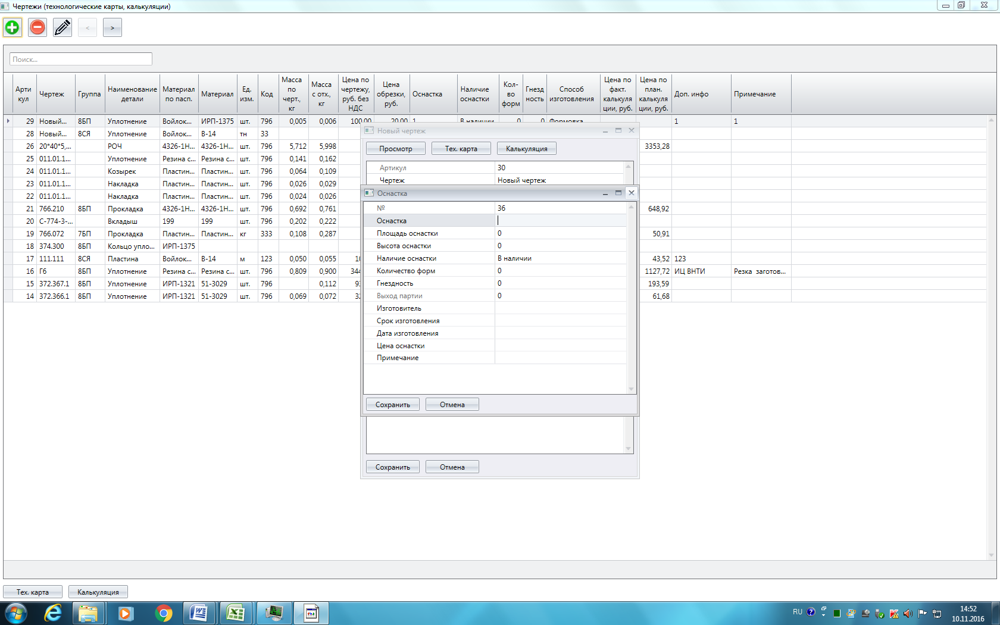 Чертежи (технологические карты, калькуляции)
< >
Поиск...
Арти кул Чертеж Группа Наименование детали Материал по пасп. Материал Ед. изм. Код Масса по черт., кг Масса с отх., кг Цена по чертежу, руб. без НДС Цена обрезки, руб. Оснастка Наличие оснастки Кол-во форм Гнезд ность Способ изготовления Цена по факт. калькуля ции, руб. Цена по план. калькуля ции, руб. Доп. инфо Примечание
29 Новый... 8БП Уплотнение Войлок... ИРП-1375 шт. 796 0,005 0,006 100,00 20,00 1 В наличии 0 0 Формовка 1 1
28 Новый... 8СЯ Уплотнение Войлок... В-14 тн 33
26 20*40*5,... РОЧ 4326-1Н... 4326-1Н... шт. 796 5,712 5,998 3353,28
25 011.01.1... Уплотнение Резина с... Резина с... шт. 796 0,141 0,162
24 011.01.1... Козырек Пластин... Пластин... шт. 796 0,064 0,109
23 011.01.1... Накладка Пластин... Пластин... шт. 796 0,026 0,029
22 011.01.1... Накладка Пластин... Пластин... шт. 796 0,024 0,026
21 766.210 8БП Прокладка 4326-1Н... 4326-1Н... шт. 796 0,692 0,761 648,92
20 С-774-3-... Вкладыш 199 199 шт. 796 0,202 0,222
19 766.072 7БП Прокладка Пластин... Пластин... кг 333 0,108 0,287 50,91
18 374.300 8БП Кольцо упло... ИРП-1375
17 111.111 8СЯ Пластина Войлок... В-14 м 123 0,050 0,055 10 43,52 123
16 Г6 8БП Уплотнение Резина с... Резина с... шт. 796 0,809 0,900 344 1127,72 ИЦ ВНТИ Резка заготов...
15 372.367.1 8БП Уплотнение ИРП-1321 51-3029 шт. 796 0,112 93 193,59
14 372.366.1 8БП Уплотнение ИРП-1321 51-3029 шт. 796 0,069 0,072 32 61,68
Новый чертеж
Просмотр Тех. карта Калькуляция
Артикул 30
Чертеж Новый чертеж
Оснастка
№ 36
Оснастка
Площадь оснастки 0
Высота оснастки 0
Наличие оснастки В наличии
Количество форм 0
Гнездность 0
Выход партии 0
Изготовитель
Срок изготовления
Дата изготовления
Цена оснастки
Примечание
Сохранить Отмена
Сохранить Отмена
Тех. карта Калькуляция
RU 14:52
10.11.2016